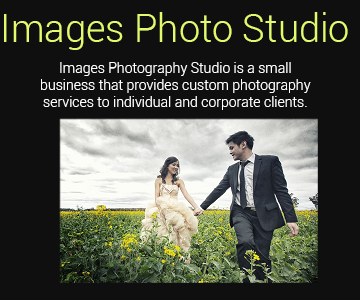 Images Photo Studio
Images Photography Studio is a small
business that provides custom photography
services to individual and corporate clients.